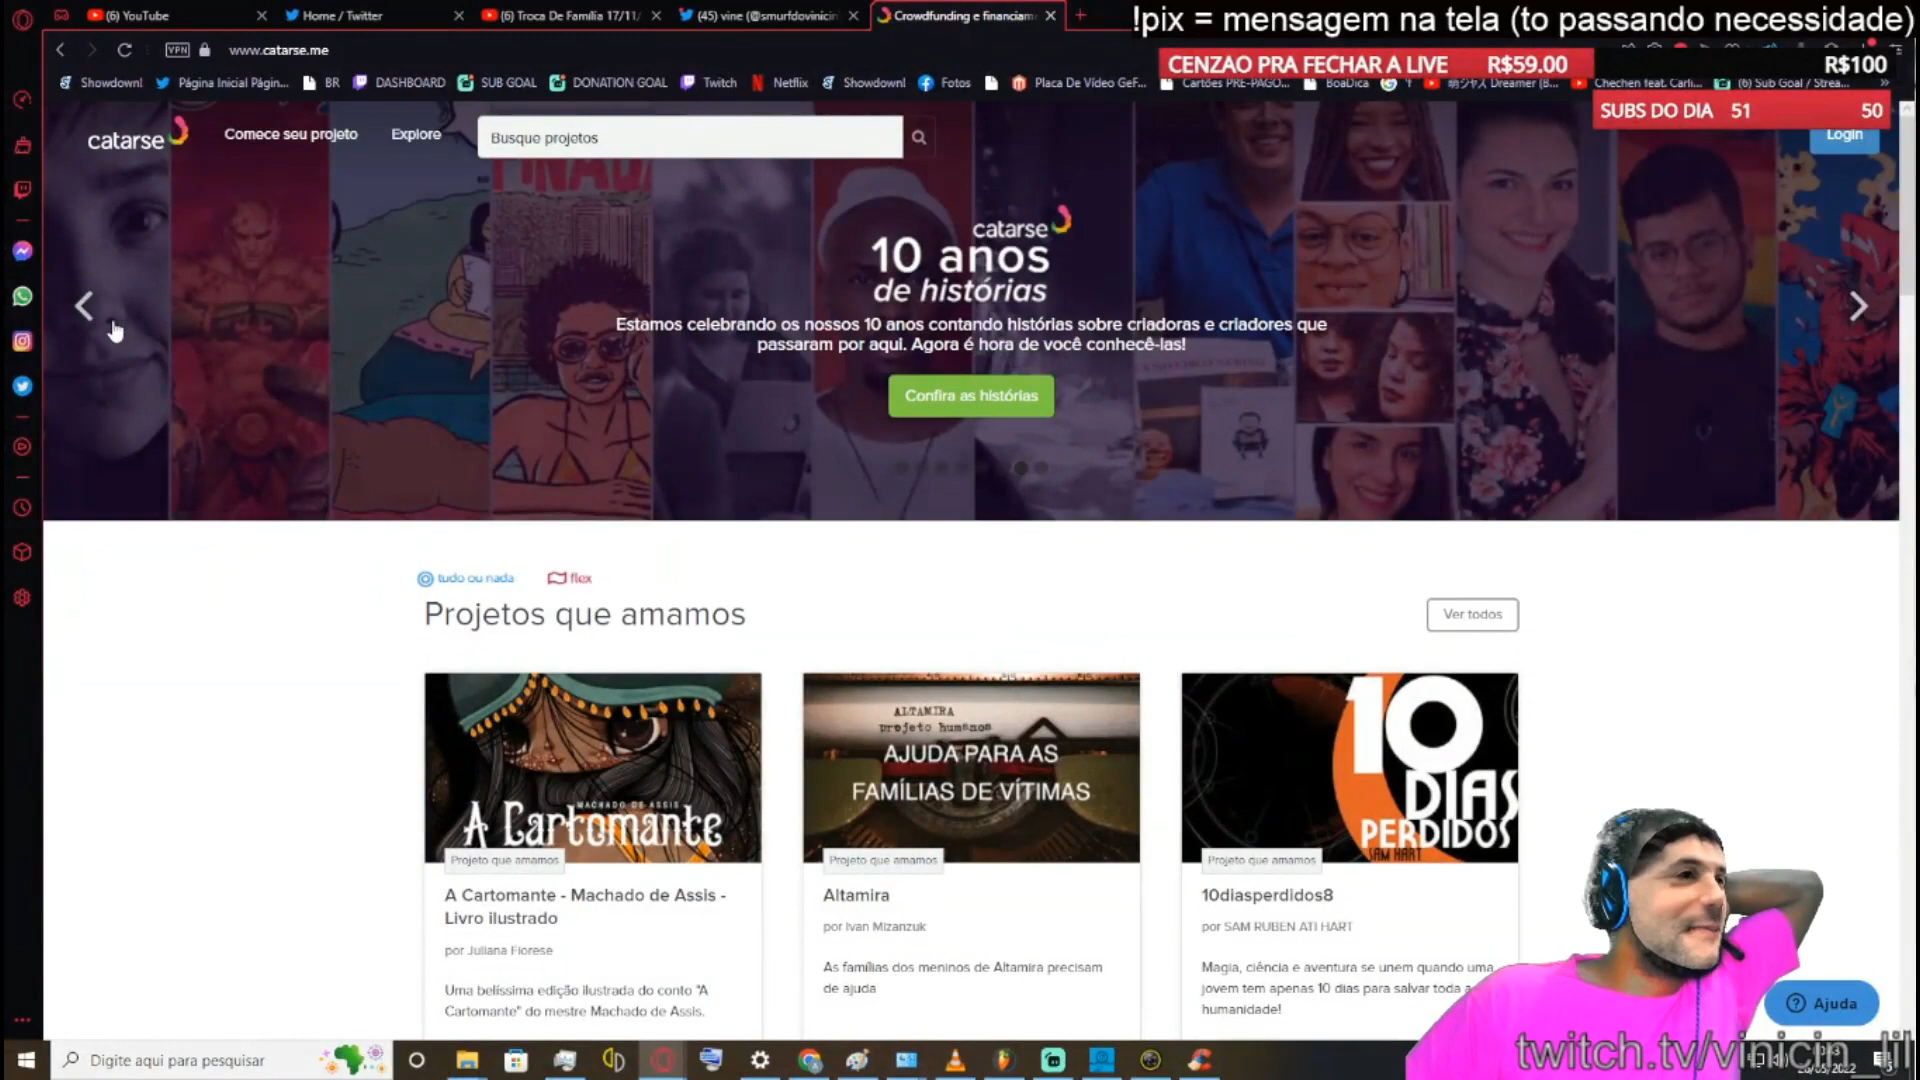 (6) YouTube
Home / Twitter
(6) Troca De Família 17/11/
(45) vine (@smurfdovinicin
Crowdfunding e financiam
!pix = mensagem na tela (to passando necessidade)
VPN
www.catarse.me
CENZAO PRA FECHAR A LIVE R$59.00 R$100
Showdown!
Página Inicial Págin...
BR
DASHBOARD
SUB GOAL
DONATION GOAL
Twitch
Netflix
Showdown!
Fotos
Placa De Vídeo GeF...
Cartões PRÉ-PAGO...
BoaDica
Dreamer (B...
Chechen feat. Carli...
(6) Sub Goal / Strea...
SUBS DO DIA 51 50
catarse
Comece seu projeto
Explore
Busque projetos
Login
catarse
10 anos
de histórias
Estamos celebrando os nossos 10 anos contando histórias sobre criadoras e criadores que
passaram por aqui. Agora é hora de você conhecê-las!
Confira as histórias
tudo ou nada
flex
Projetos que amamos
Ver todos
MACHADO DE ASSIS
A Cartomante
Projeto que amamos
A Cartomante - Machado de Assis -
Livro ilustrado
por Juliana Fiorese
Uma belíssima edição ilustrada do conto "A
Cartomante" do mestre Machado de Assis.
ALTAMIRA
projeto humanos
AJUDA PARA AS
FAMÍLIAS DE VÍTIMAS
Projeto que amamos
Altamira
por Ivan Mizanzuk
As famílias dos meninos de Altamira precisam
de ajuda
10
DIAS
PERDIDOS
SAM HART
Projeto que amamos
10diasperdidos8
por SAM RUBEN ATI HART
Magia, ciência e aventura se unem quando uma
jovem tem apenas 10 dias para salvar toda a
humanidade!
Ajuda
twitch.tv/vinicin_lil
Digite aqui para pesquisar